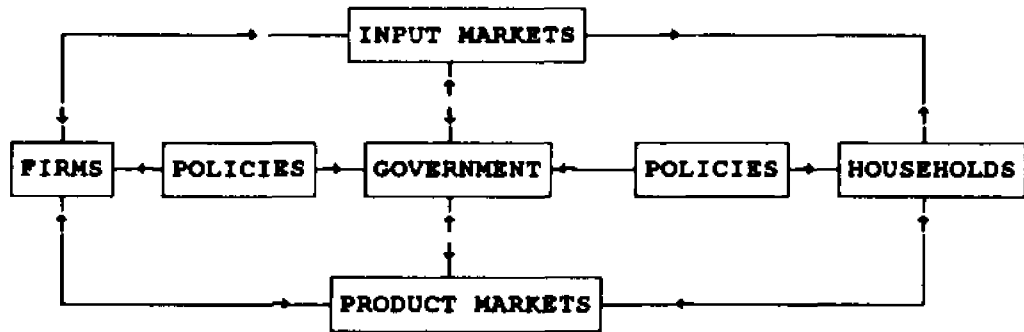 INPUT MARKETS
FIRMS POLICIES GOVERNMENT POLICIES HOUSEHOLDS
PRODUCT MARKETS